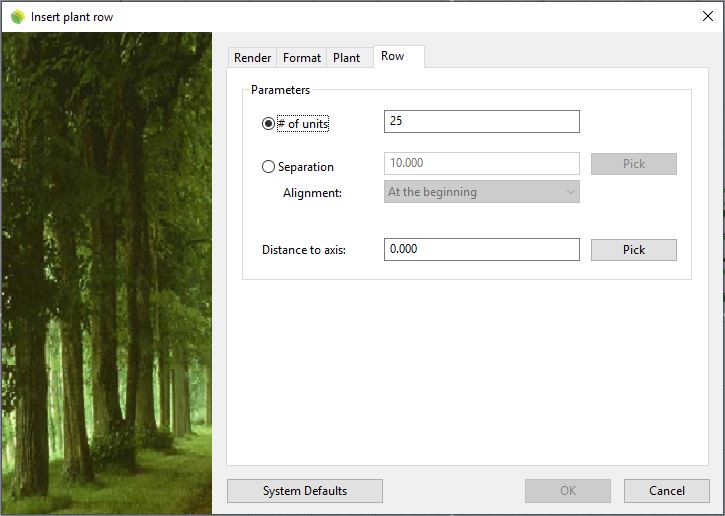 Insert plant row
Render Format Plant Row
Parameters
# of units 25
Separation 10.000 Pick
Alignment: At the beginning
Distance to axis: 0.000 Pick
System Defaults OK Cancel